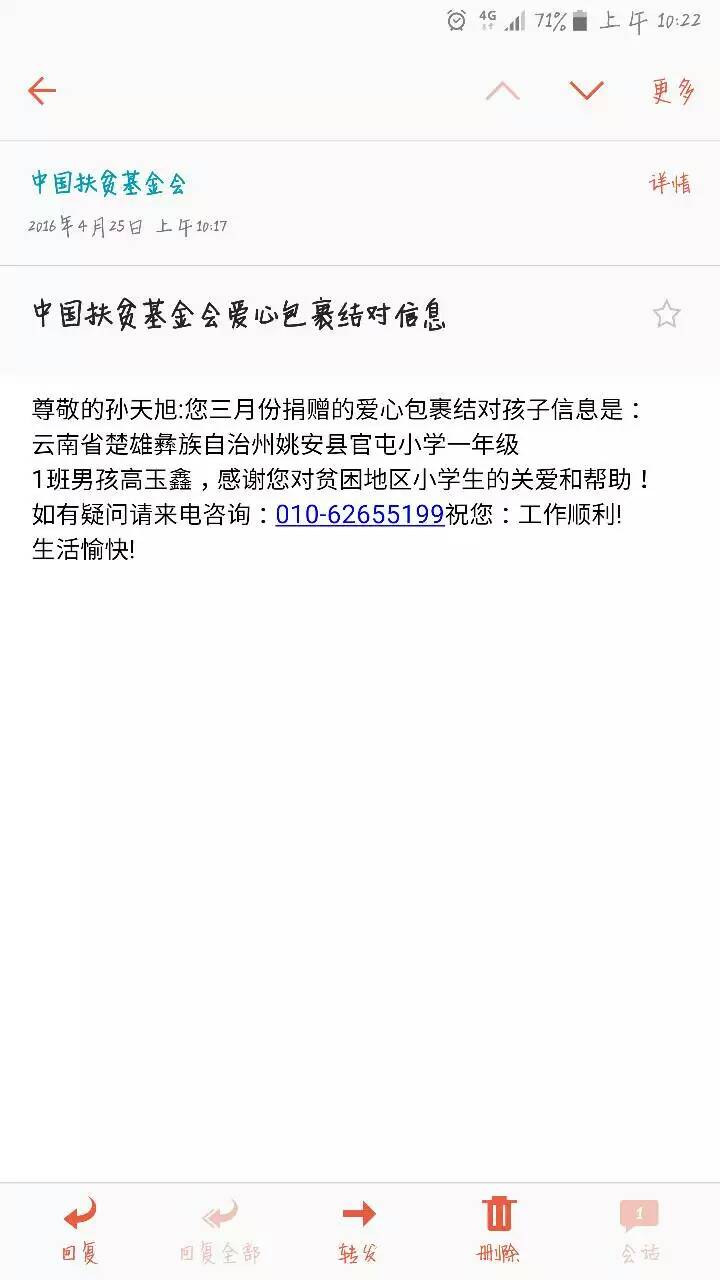 4G 71% 上午 10:22
更多
中国扶贫基金会
详情
2016年4月25日 上午10:17
中国扶贫基金会爱心包裹结对信息
尊敬的孙天旭:您三月份捐赠的爱心包裹结对孩子信息是：
云南省楚雄彝族自治州姚安县官屯小学一年级
1班男孩高玉鑫，感谢您对贫困地区小学生的关爱和帮助！
如有疑问请来电咨询：010-62655199祝您：工作顺利!
生活愉快!
1
回复 回复全部 转发 删除 会话